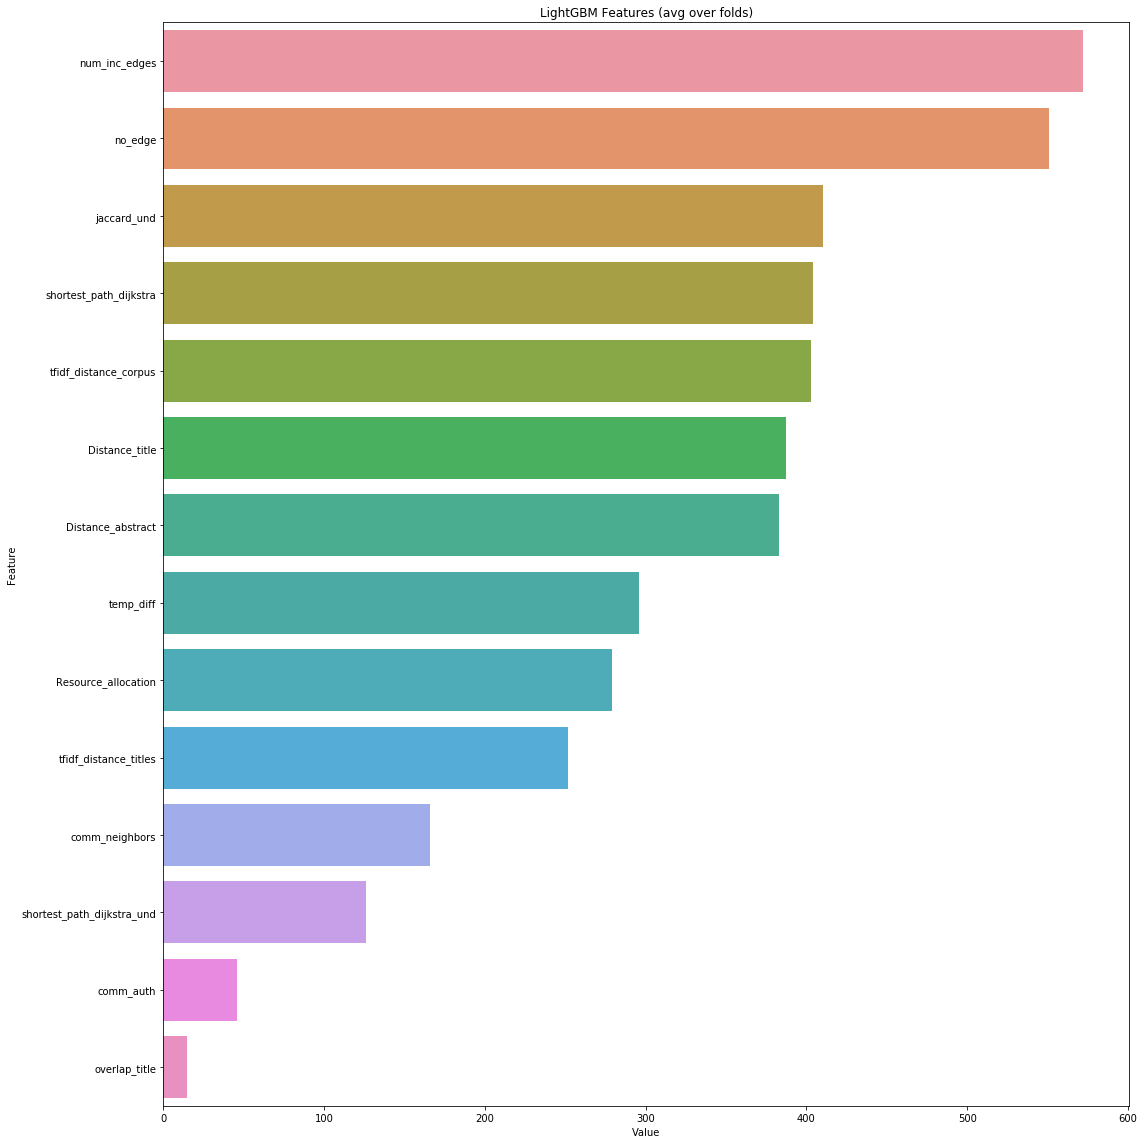 LightGBM Features (avg over folds)
num_inc_edges
no_edge
jaccard_und
shortest_path_dijkstra
tfidf_distance_corpus
Distance_title
Distance_abstract
Feature
temp_diff
Resource_allocation
tfidf_distance_titles
comm_neighbors
shortest_path_dijkstra_und
comm_auth
overlap_title
0 100 200 300 400 500 600
Value